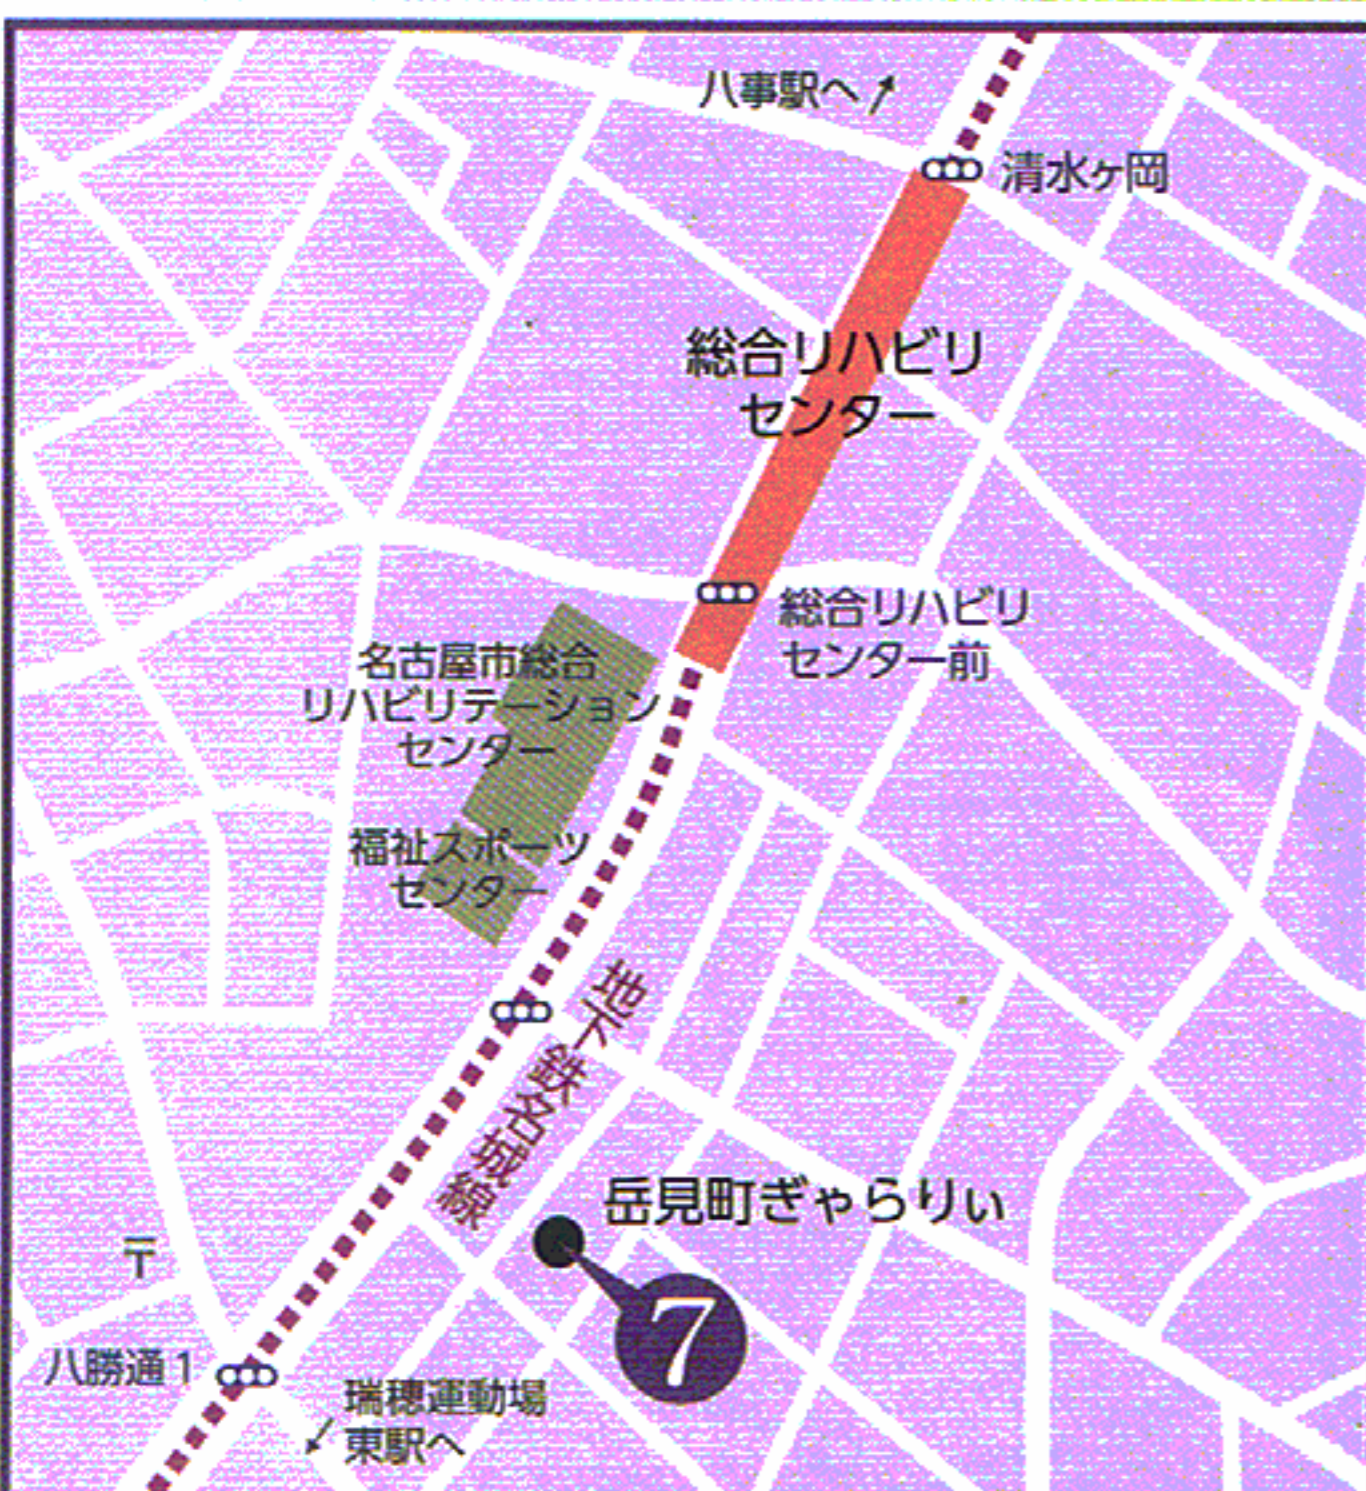 八事駅へ
清水ヶ岡
総合リハビリ
センター
総合リハビリ
センター前
名古屋市総合
リハビリテーション
センター
福祉スポーツ
センター
地下鉄名城線
岳見町ぎゃらりぃ
7
〒
八勝通1
瑞穂運動場
東駅へ